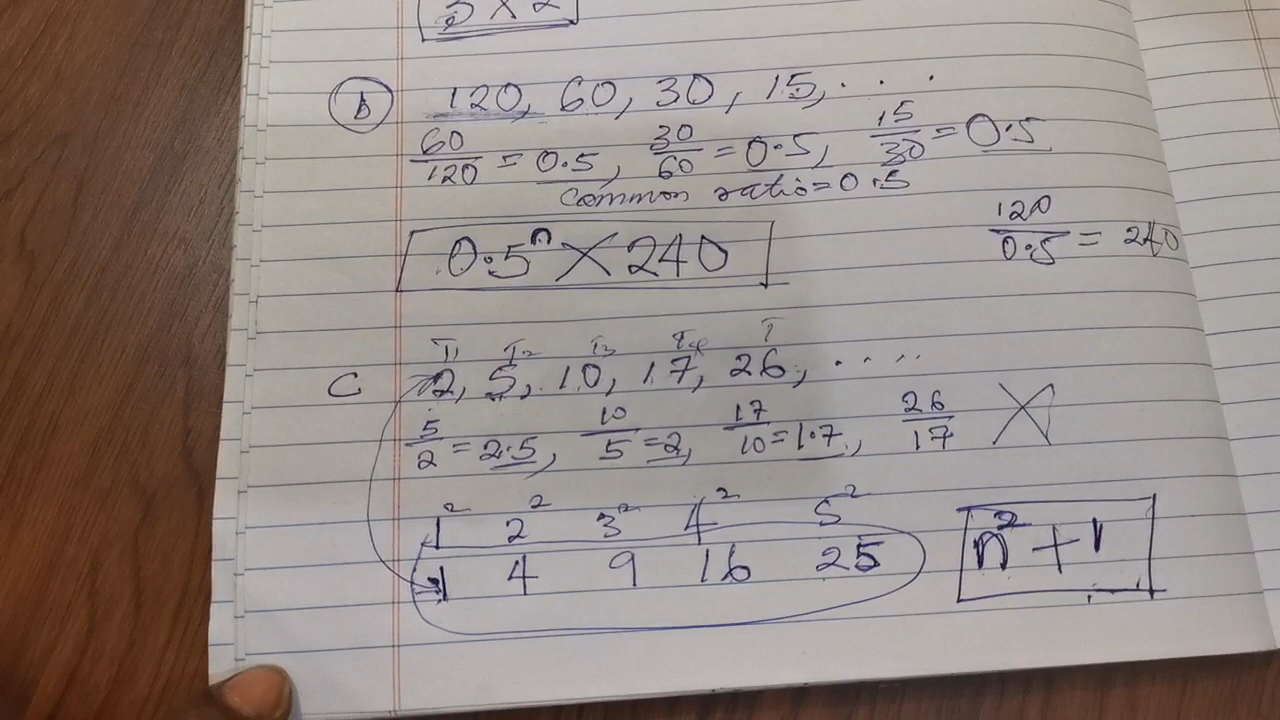 3 × 2
b 120, 60, 30, 15, . . .
60/120 = 0.5, 30/60 = 0.5, 15/30 = 0.5
common ratio = 0.5
120/0.5 = 240
0.5ⁿ × 240
T1 T2 T3 T4 T
C 2, 5, 10, 17, 26, . . . .
5/2 = 2.5, 10/5 = 2, 17/10 = 1.7, 26/17 ×
1² 2² 3² 4² 5²
1 4 9 16 25
n² + 1